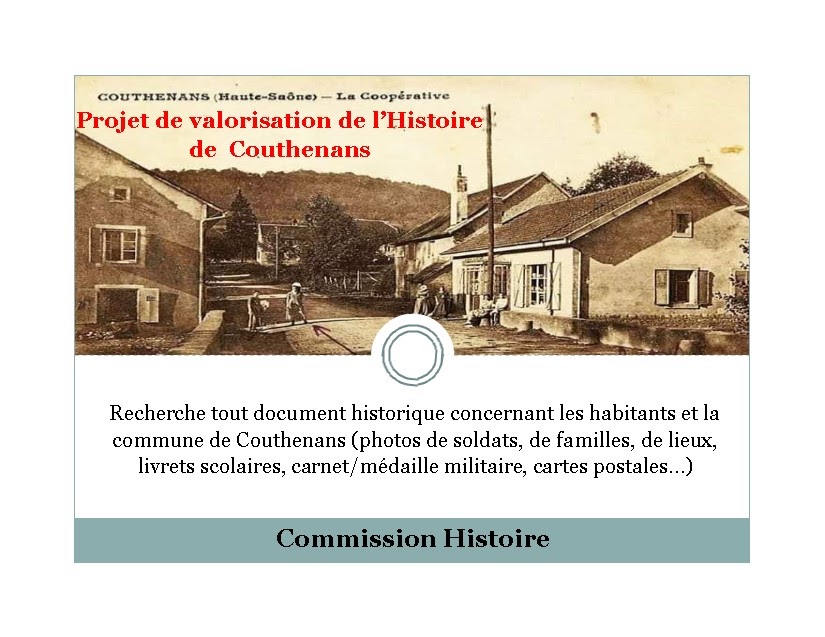 COUTHENANS (Haute-Saône) — La Coopérative
Projet de valorisation de l’Histoire
de Couthenans
Recherche tout document historique concernant les habitants et la
commune de Couthenans (photos de soldats, de familles, de lieux,
livrets scolaires, carnet/médaille militaire, cartes postales…)
Commission Histoire